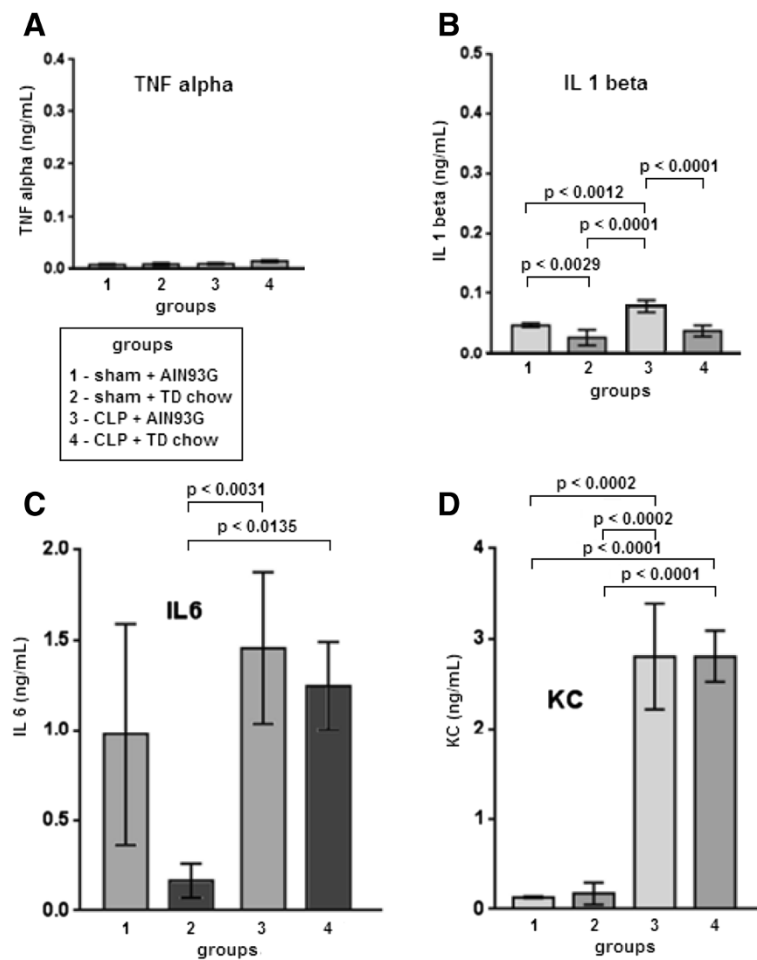 A
TNF alpha
TNF alpha (ng/mL)
0.4
0.3
0.2
0.1
0.0
1 2 3 4
groups
groups
1 - sham + AIN93G
2 - sham + TD chow
3 - CLP + AIN93G
4 - CLP + TD chow
B
IL 1 beta
IL 1 beta (ng/mL)
0.5
0.4
0.3
0.2
0.1
0.0
p < 0.0001
p < 0.0012
p < 0.0001
p < 0.0029
1 2 3 4
groups
C
p < 0.0031
p < 0.0135
IL6
IL 6 (ng/mL)
2.0
1.5
1.0
0.5
0.0
1 2 3 4
groups
D
p < 0.0002
p < 0.0002
p < 0.0001
p < 0.0001
KC
KC (ng/mL)
4
3
2
1
0
1 2 3 4
groups